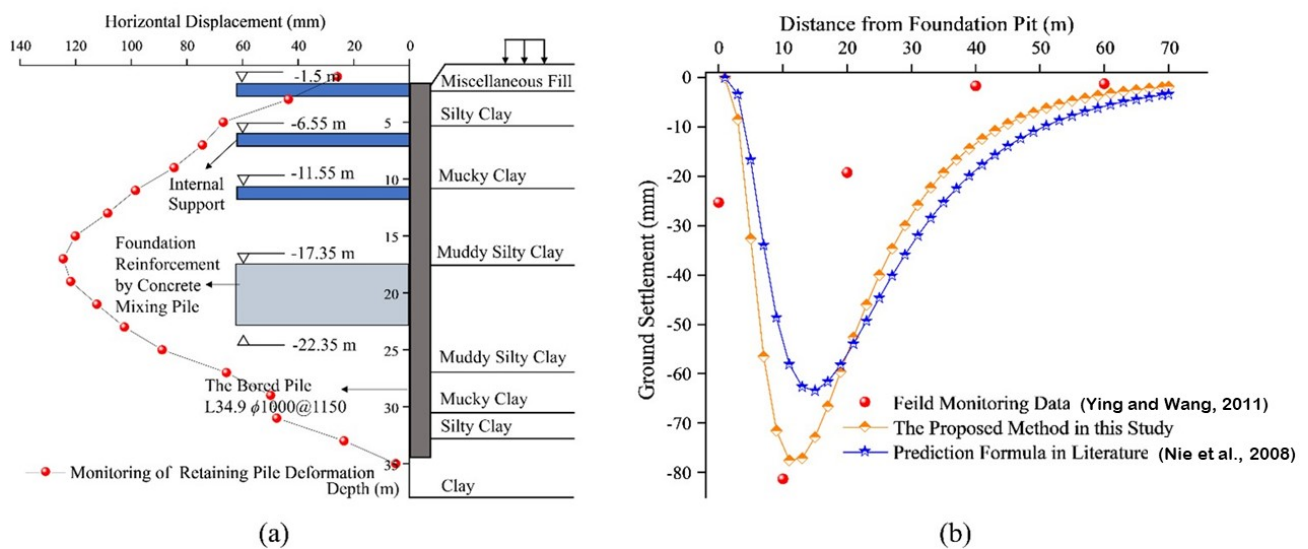 Horizontal Displacement (mm)
140 120 100 80 60 40 20 0
-1.5 m
Miscellaneous Fill
Silty Clay
5
-6.55 m
Mucky Clay
Internal
Support
-11.55 m
10
Foundation
Reinforcement
by Concrete
Mixing Pile
15
-17.35 m
Muddy Silty Clay
20
-22.35 m
25
Muddy Silty Clay
The Bored Pile
L34.9 ϕ1000@1150
Mucky Clay
30
Silty Clay
Monitoring of Retaining Pile Deformation
35
Depth (m)
Clay
(a)
Distance from Foundation Pit (m)
0 10 20 30 40 50 60 70
Ground Settlement (mm)
0
-10
-20
-30
-40
-50
-60
-70
-80
Feild Monitoring Data (Ying and Wang, 2011)
The Proposed Method in this Study
Prediction Formula in Literature (Nie et al., 2008)
(b)